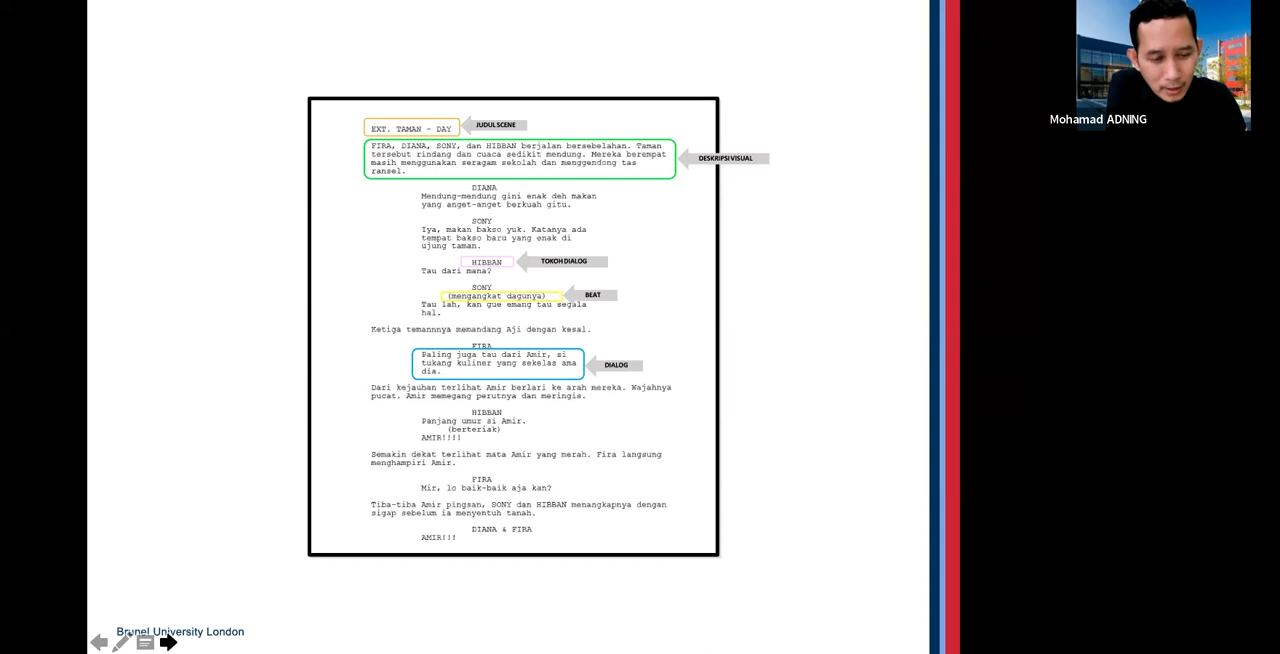 EXT. TAMAN - DAY
JUDUL SCENE
FIRA, DIANA, SONY, dan HIBBAN berjalan bersebelahan. Taman
tersebut rindang dan cuaca sedikit mendung. Mereka berempat
masih menggunakan seragam sekolah dan menggendong tas
ransel.
DESKRIPSI VISUAL
DIANA
Mendung-mendung gini enak deh makan
yang anget-anget berkuah gitu.
SONY
Iya, makan bakso yuk. Katanya ada
tempat bakso baru yang enak di
ujung taman.
HIBBAN
TOKOH DIALOG
Tau dari mana?
SONY
(mengangkat dagunya)
BEAT
Tau lah, kan gue emang tau segala
hal.
Ketiga temannnya memandang Aji dengan kesal.
FIRA
Paling juga tau dari Amir, si
tukang kuliner yang sekelas ama
dia.
DIALOG
Dari kejauhan terlihat Amir berlari ke arah mereka. Wajahnya
pucat. Amir memegang perutnya dan meringis.
HIBBAN
Panjang umur si Amir.
(berteriak)
AMIR!!!!
Semakin dekat terlihat mata Amir yang merah. Fira langsung
menghampiri Amir.
FIRA
Mir, lo baik-baik aja kan?
Tiba-tiba Amir pingsan, SONY dan HIBBAN menangkapnya dengan
sigap sebelum ia menyentuh tanah.
DIANA & FIRA
AMIR!!!
Brunel University London
Mohamad ADNING